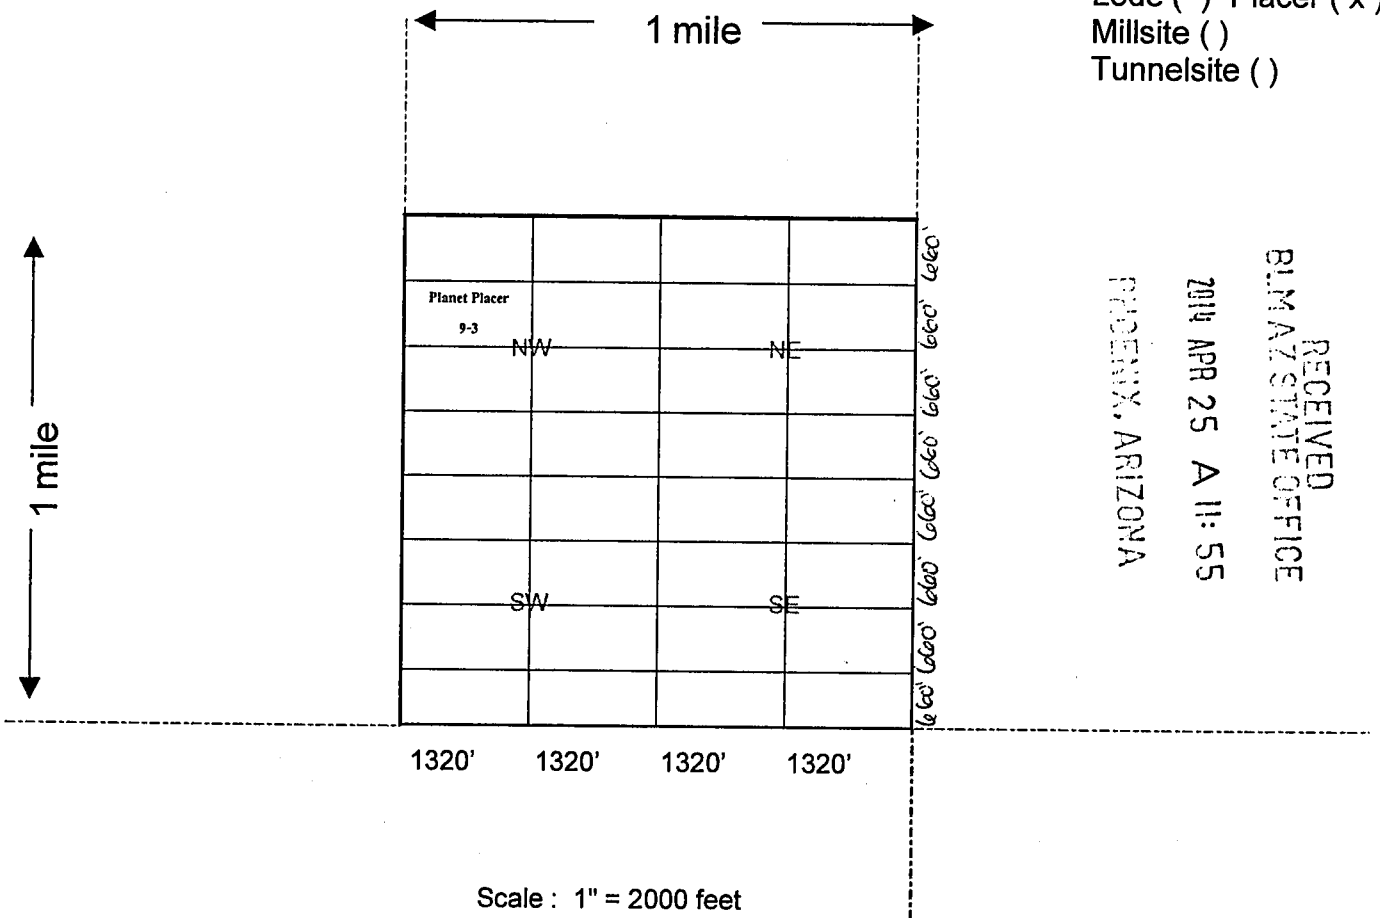 1 mile
Lode ( ) Placer ( x )
Millsite ( )
Tunnelsite ( )
1 mile
Planet Placer
9-3
NW
NE
SW
SE
660'
660'
660'
660'
660'
660'
660'
660'
1320'
1320'
1320'
1320'
Scale : 1" = 2000 feet
RECEIVED
BLM AZ STATE OFFICE
2014 APR 25 A 11: 55
PHOENIX, ARIZONA